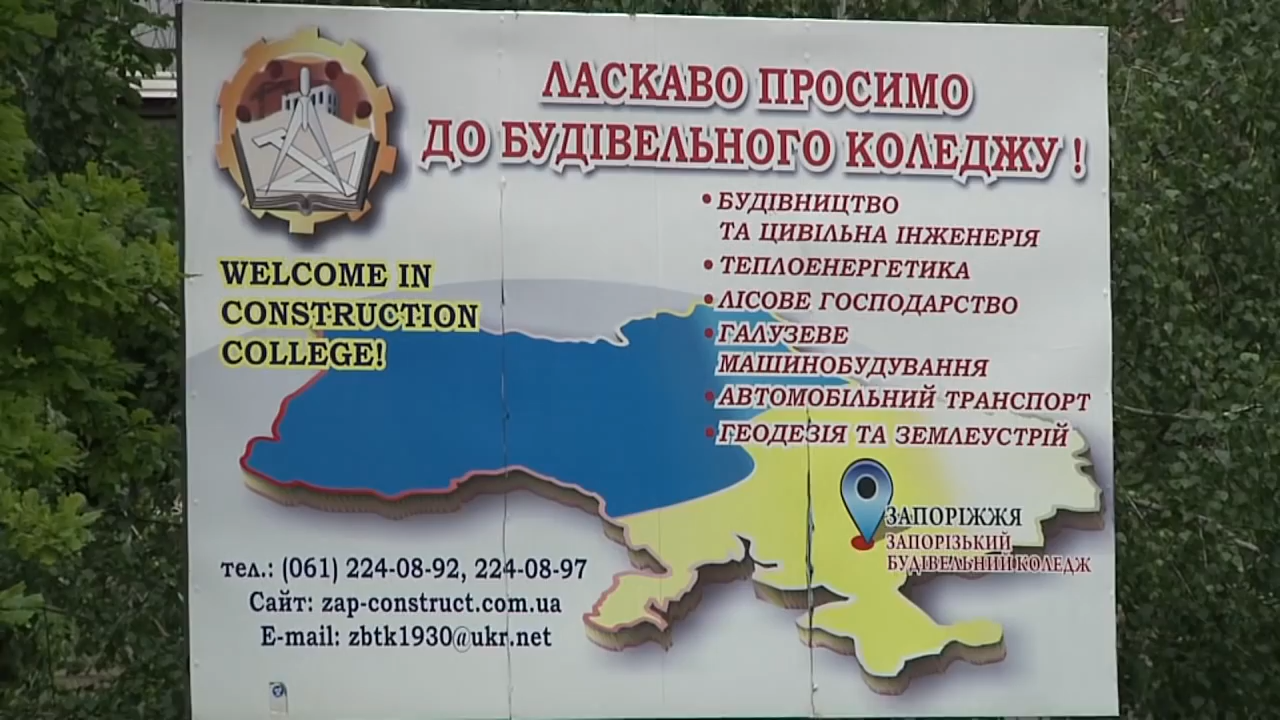 ЛАСКАВО ПРОСИМО
ДО БУДІВЕЛЬНОГО КОЛЕДЖУ !
WELCOME IN
CONSTRUCTION
COLLEGE!
• БУДІВНИЦТВО
ТА ЦИВІЛЬНА ІНЖЕНЕРІЯ
• ТЕПЛОЕНЕРГЕТИКА
• ЛІСОВЕ ГОСПОДАРСТВО
• ГАЛУЗЕВЕ
МАШИНОБУДУВАННЯ
• АВТОМОБІЛЬНИЙ ТРАНСПОРТ
• ГЕОДЕЗІЯ ТА ЗЕМЛЕУСТРІЙ
ЗАПОРІЖЖЯ
ЗАПОРІЗЬКИЙ
БУДІВЕЛЬНИЙ КОЛЕДЖ
тел.: (061) 224-08-92, 224-08-97
Сайт: zap-construct.com.ua
E-mail: zbtk1930@ukr.net